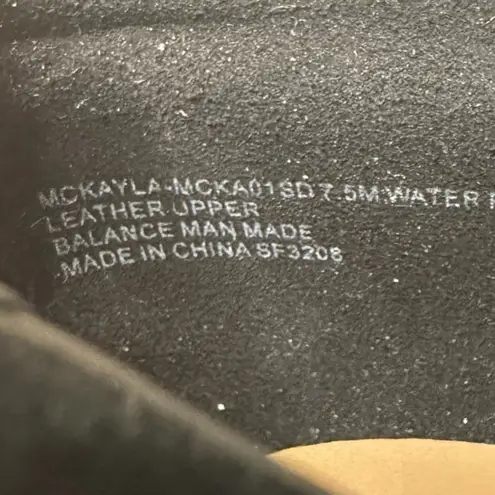 MCKAYLA-MCKA01SD 7.5M WATER
LEATHER UPPER
BALANCE MAN MADE
MADE IN CHINA SF3208